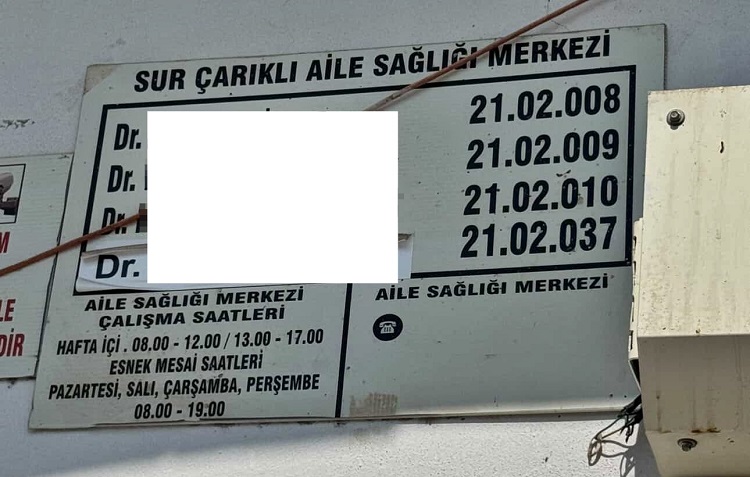 SUR ÇARIKLI AİLE SAĞLIĞI MERKEZİ
Dr. 21.02.008
Dr. 21.02.009
Dr. 21.02.010
Dr. 21.02.037
AİLE SAĞLIĞI MERKEZİ
ÇALIŞMA SAATLERİ
HAFTA İÇİ . 08.00 - 12.00 / 13.00 - 17.00
ESNEK MESAİ SAATLERİ
PAZARTESİ, SALI, ÇARŞAMBA, PERŞEMBE
08.00 - 19.00
AİLE SAĞLIĞI MERKEZİ